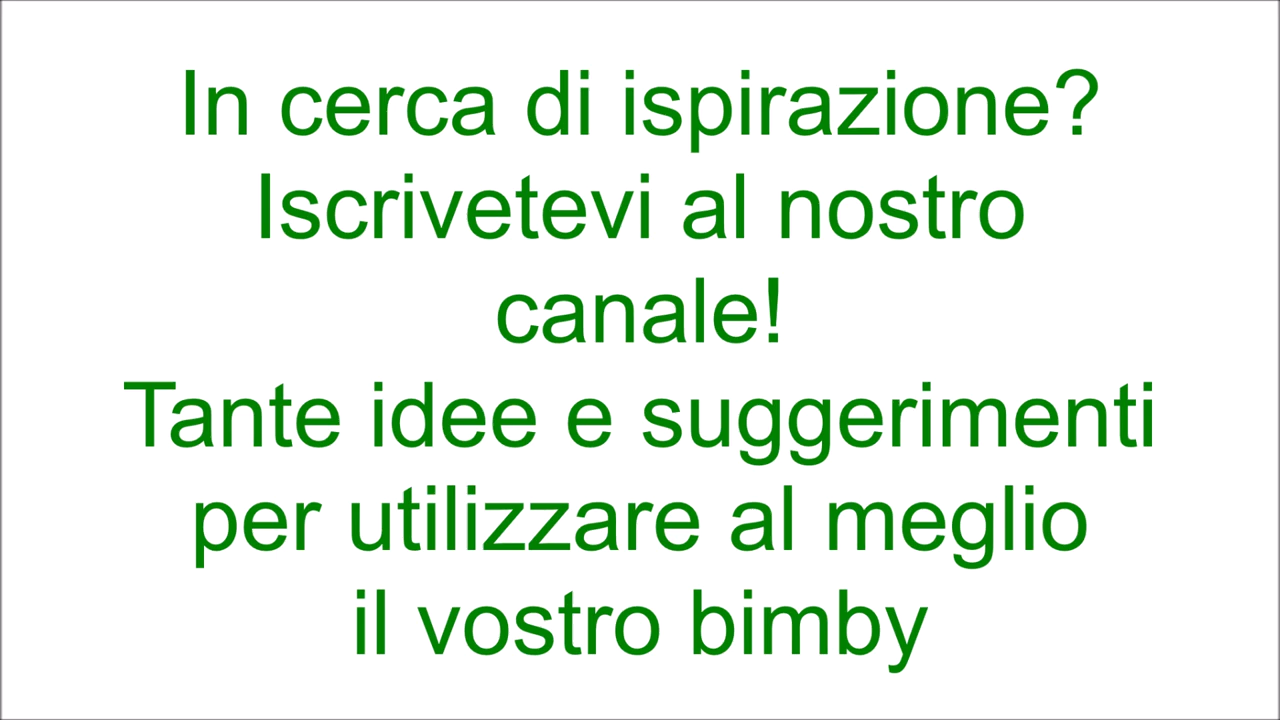 In cerca di ispirazione?
Iscrivetevi al nostro
canale!
Tante idee e suggerimenti
per utilizzare al meglio
il vostro bimby